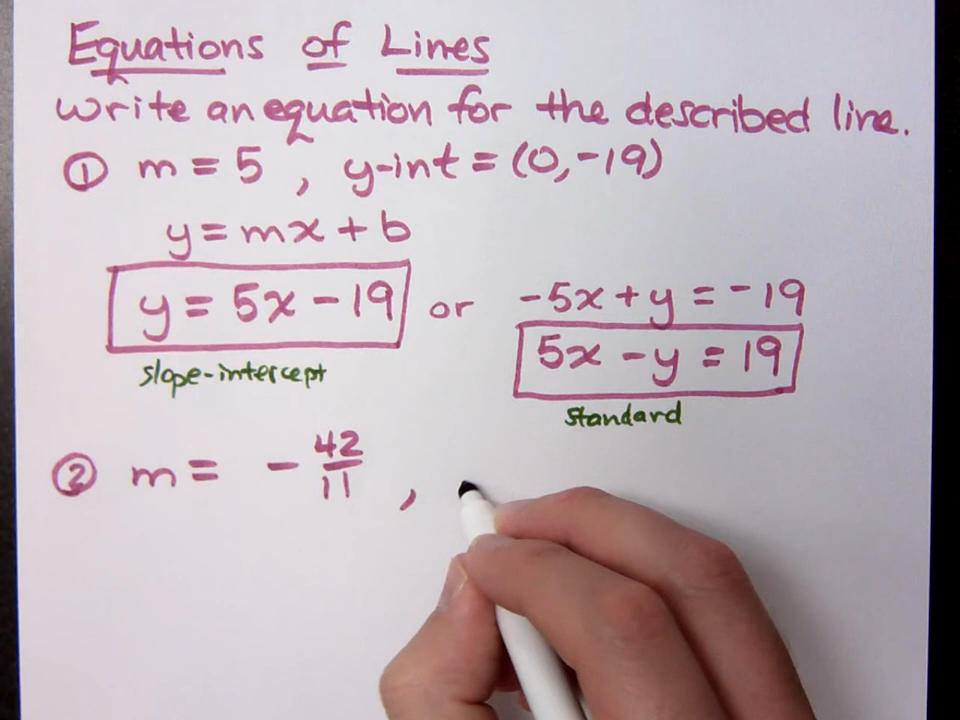 Equations of Lines
Write an equation for the described line.
① m = 5 , y-int = (0, -19)
y = mx + b
y = 5x - 19 or -5x + y = -19
5x - y = 19
slope-intercept
standard
② m = - 42/11 ,